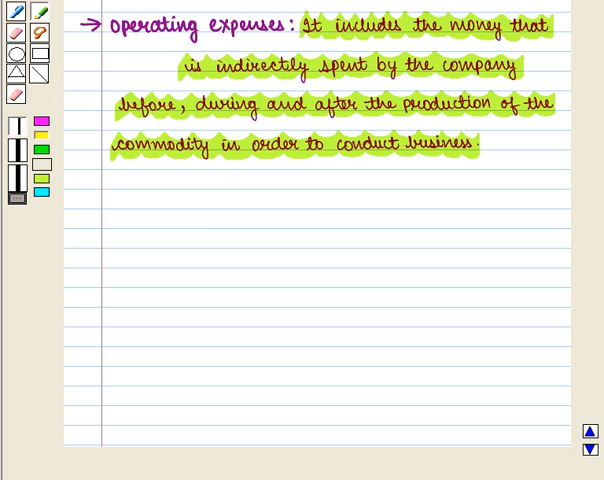 → Operating expenses: It includes the money that
is indirectly spent by the company
before, during and after the production of the
commodity in order to conduct business.